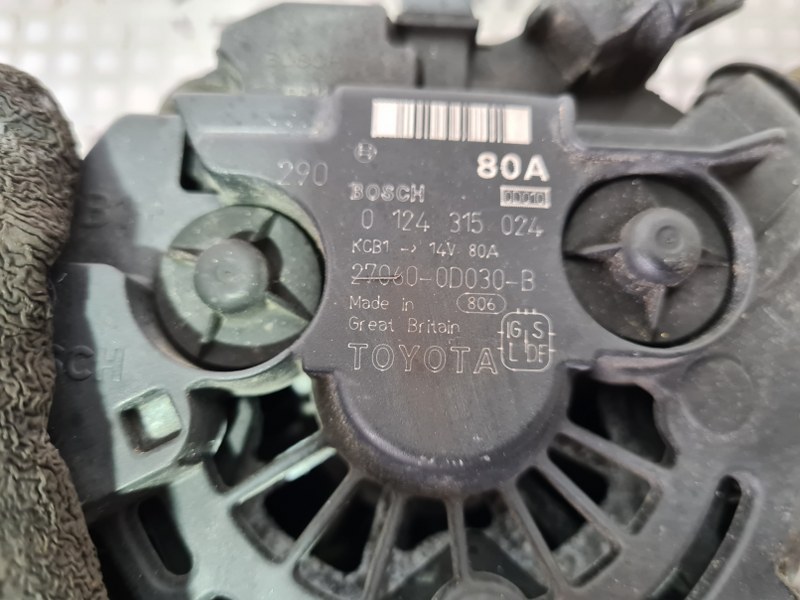 290
80A
BOSCH
00010
0 124 315 024
KCB1 -> 14V 80A
27060-0D030-B
Made in 806
Great Britain
TOYOTA
IG S
L DF